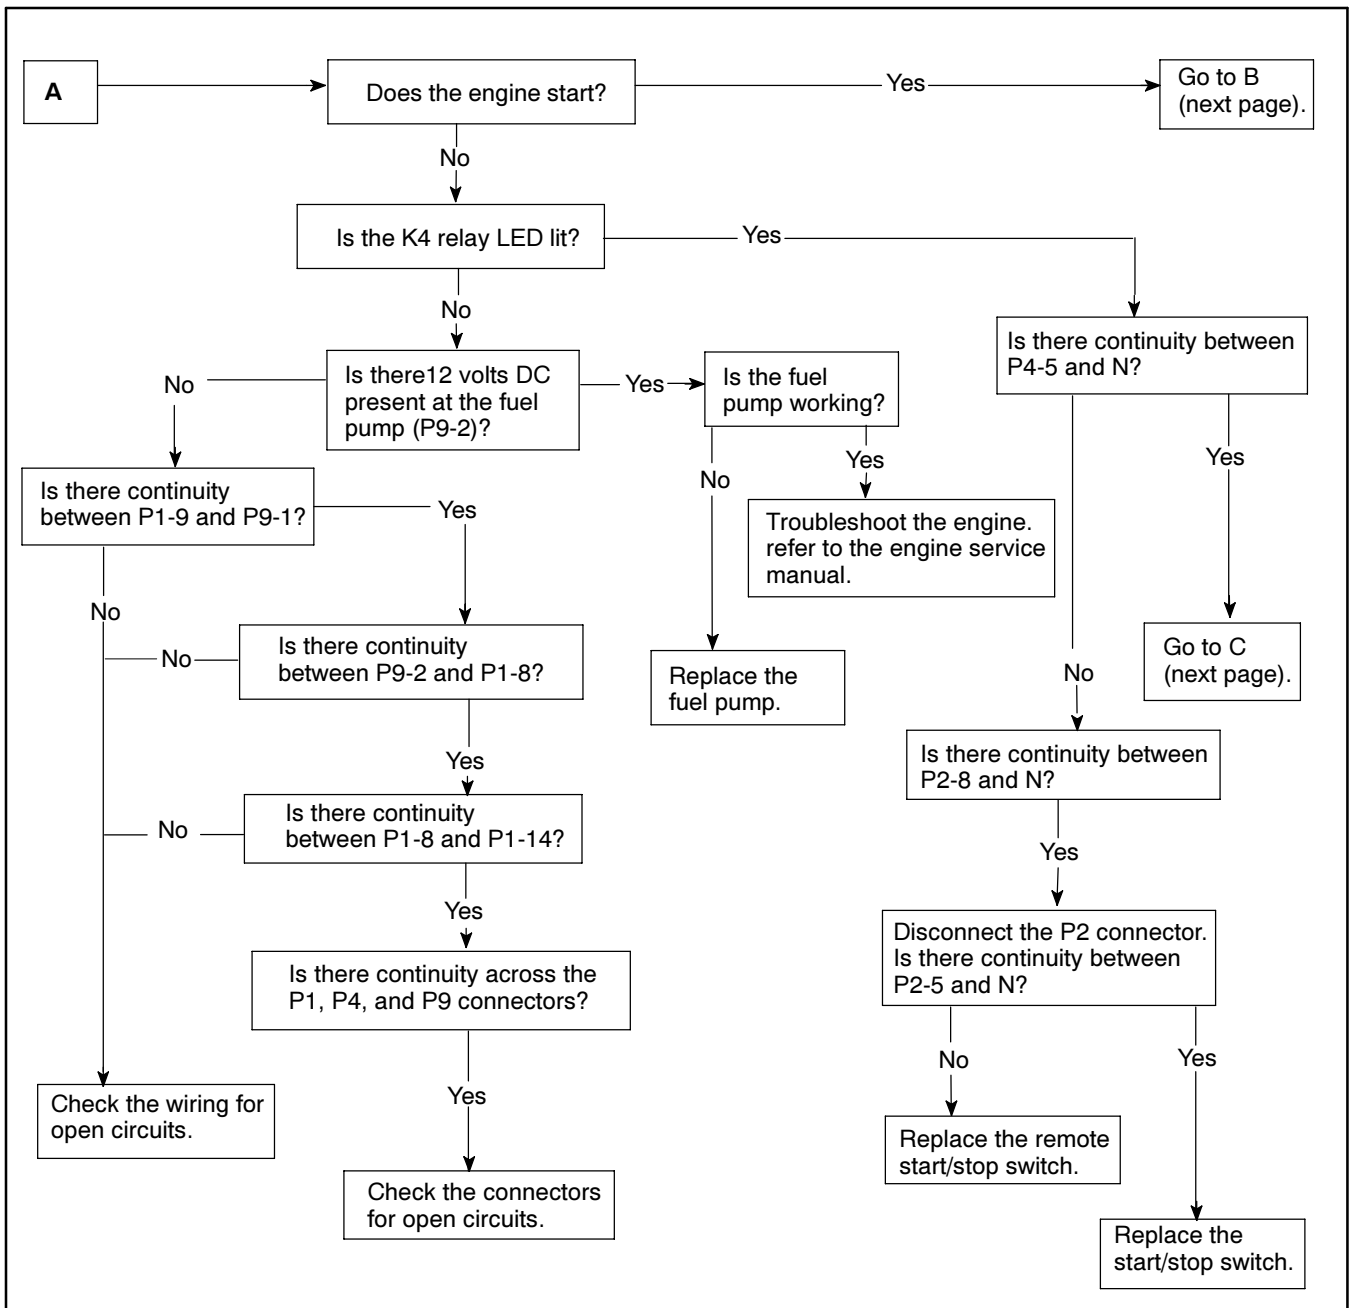 A
Does the engine start?
Yes
Go to B
(next page).
No
Is the K4 relay LED lit?
Yes
No
Is there continuity between
P4-5 and N?
Is there12 volts DC
present at the fuel
pump (P9-2)?
No
Yes
Is the fuel
pump working?
Yes
No
Yes
Is there continuity
between P1-9 and P9-1?
Yes
Troubleshoot the engine.
refer to the engine service
manual.
No
Is there continuity
between P9-2 and P1-8?
No
Replace the
fuel pump.
Go to C
(next page).
No
Is there continuity between
P2-8 and N?
Yes
Is there continuity
between P1-8 and P1-14?
No
Yes
Yes
Disconnect the P2 connector.
Is there continuity between
P2-5 and N?
Is there continuity across the
P1, P4, and P9 connectors?
No
Yes
Yes
Check the wiring for
open circuits.
Replace the remote
start/stop switch.
Check the connectors
for open circuits.
Replace the
start/stop switch.